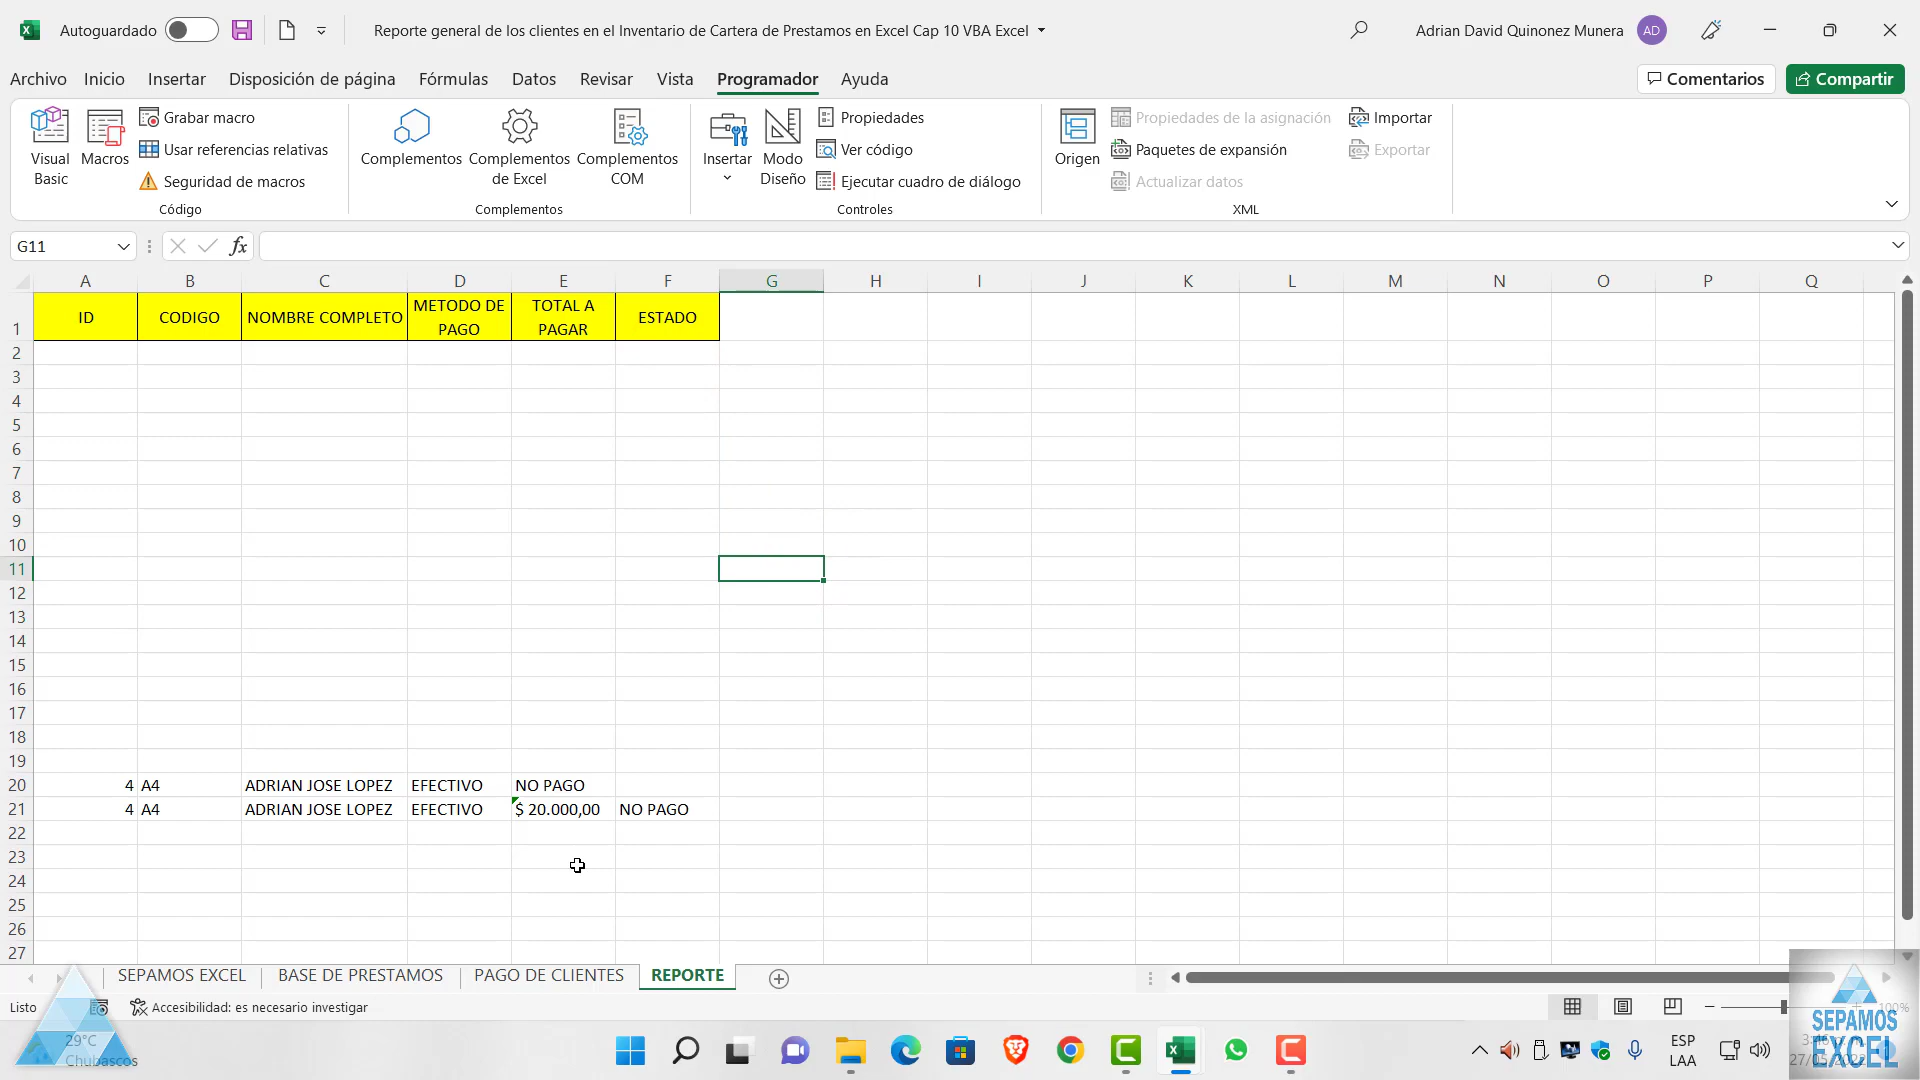 Autoguardado
Reporte general de los clientes en el Inventario de Cartera de Prestamos en Excel Cap 10 VBA Excel
Adrian David Quinonez Munera
AD
Archivo Inicio Insertar Disposición de página Fórmulas Datos Revisar Vista Programador Ayuda
Comentarios
Compartir
Visual Basic
Macros
Grabar macro
Usar referencias relativas
Seguridad de macros
Código
Complementos
Complementos de Excel
Complementos COM
Complementos
Insertar
Modo Diseño
Propiedades
Ver código
Ejecutar cuadro de diálogo
Controles
Origen
Propiedades de la asignación
Paquetes de expansión
Actualizar datos
Importar
Exportar
XML
G11
fx
A B C D E F G H I J K L M N O P Q
1 ID CODIGO NOMBRE COMPLETO METODO DE PAGO TOTAL A PAGAR ESTADO
2
3
4
5
6
7
8
9
10
11
12
13
14
15
16
17
18
19
20 4 A4 ADRIAN JOSE LOPEZ EFECTIVO NO PAGO
21 4 A4 ADRIAN JOSE LOPEZ EFECTIVO $ 20.000,00 NO PAGO
22
23
24
25
26
27
SEPAMOS EXCEL BASE DE PRESTAMOS PAGO DE CLIENTES REPORTE
Listo
Accesibilidad: es necesario investigar
100%
29°C
Chubascos
ESP
LAA
SEPAMOS
EXCEL